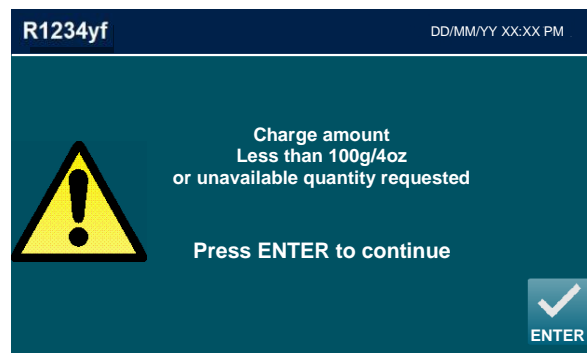 R1234yf
DD/MM/YY XX:XX PM
Charge amount
Less than 100g/4oz
or unavailable quantity requested
Press ENTER to continue
ENTER